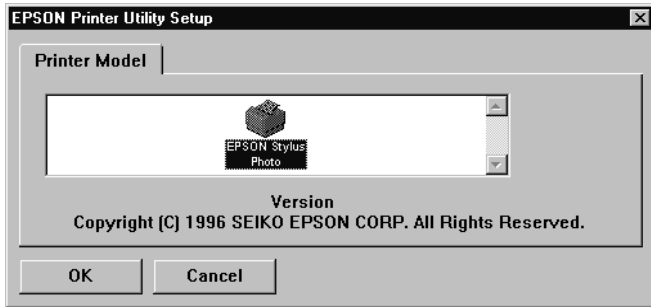 EPSON Printer Utility Setup
Printer Model
EPSON Stylus
Photo
Version
Copyright (C) 1996 SEIKO EPSON CORP. All Rights Reserved.
OK Cancel